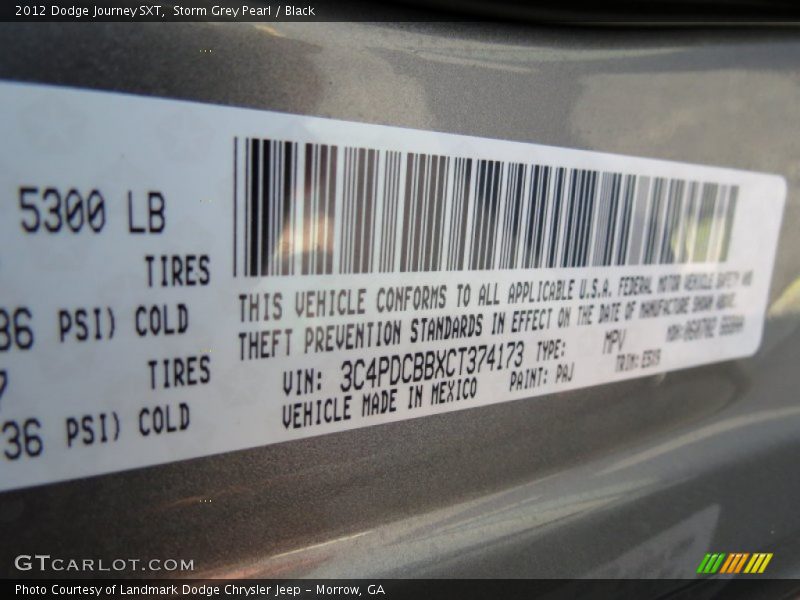 2012 Dodge Journey SXT, Storm Grey Pearl / Black
5300 LB
TIRES
36 PSI) COLD
TIRES
36 PSI) COLD
THIS VEHICLE CONFORMS TO ALL APPLICABLE U.S.A. FEDERAL MOTOR VEHICLE SAFETY AND
THEFT PREVENTION STANDARDS IN EFFECT ON THE DATE OF MANUFACTURE SHOWN ABOVE.
VIN: 3C4PDCBBXCT374173 TYPE: MPV
VEHICLE MADE IN MEXICO PAINT: PAJ TRIM:
GTCARLOT.COM
Photo Courtesy of Landmark Dodge Chrysler Jeep - Morrow, GA